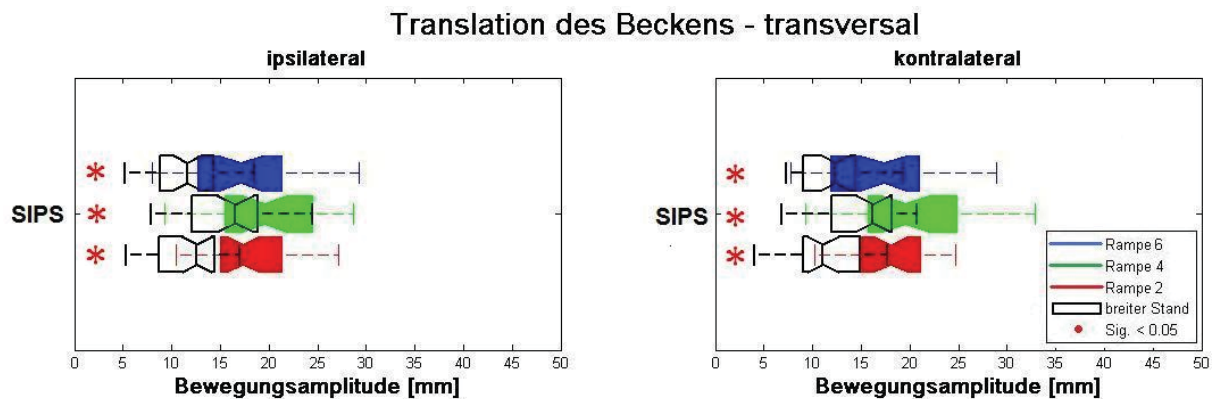 Translation des Beckens - transversal
ipsilateral
SIPS
* * *
0 5 10 15 20 25 30 35 40 45 50
Bewegungsamplitude [mm]
kontralateral
SIPS
* * *
Rampe 6
Rampe 4
Rampe 2
breiter Stand
Sig. < 0.05
0 5 10 15 20 25 30 35 40 45 50
Bewegungsamplitude [mm]